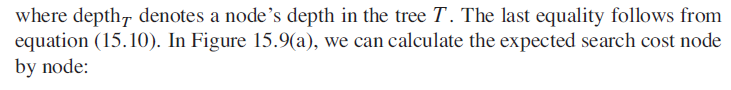 where depth_T denotes a node's depth in the tree T. The last equality follows from
equation (15.10). In Figure 15.9(a), we can calculate the expected search cost node
by node: